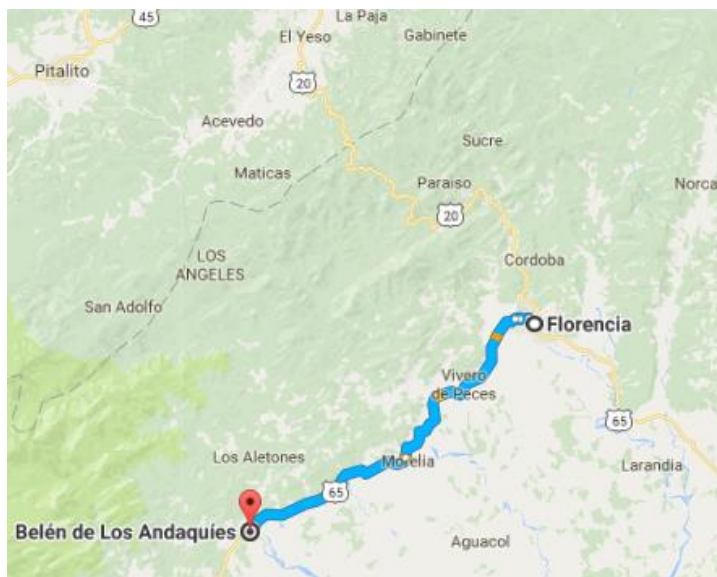 La Paja
45
El Yeso
Gabinete
Pitalito
20
Acevedo
Sucre
Maticas
Paraiso
Norca
20
LOS
ANGELES
Cordoba
San Adolfo
Florencia
Vivero
de Peces
65
Los Aletones
Morelia
Larandia
65
Belén de Los Andaquíes
Aguacol